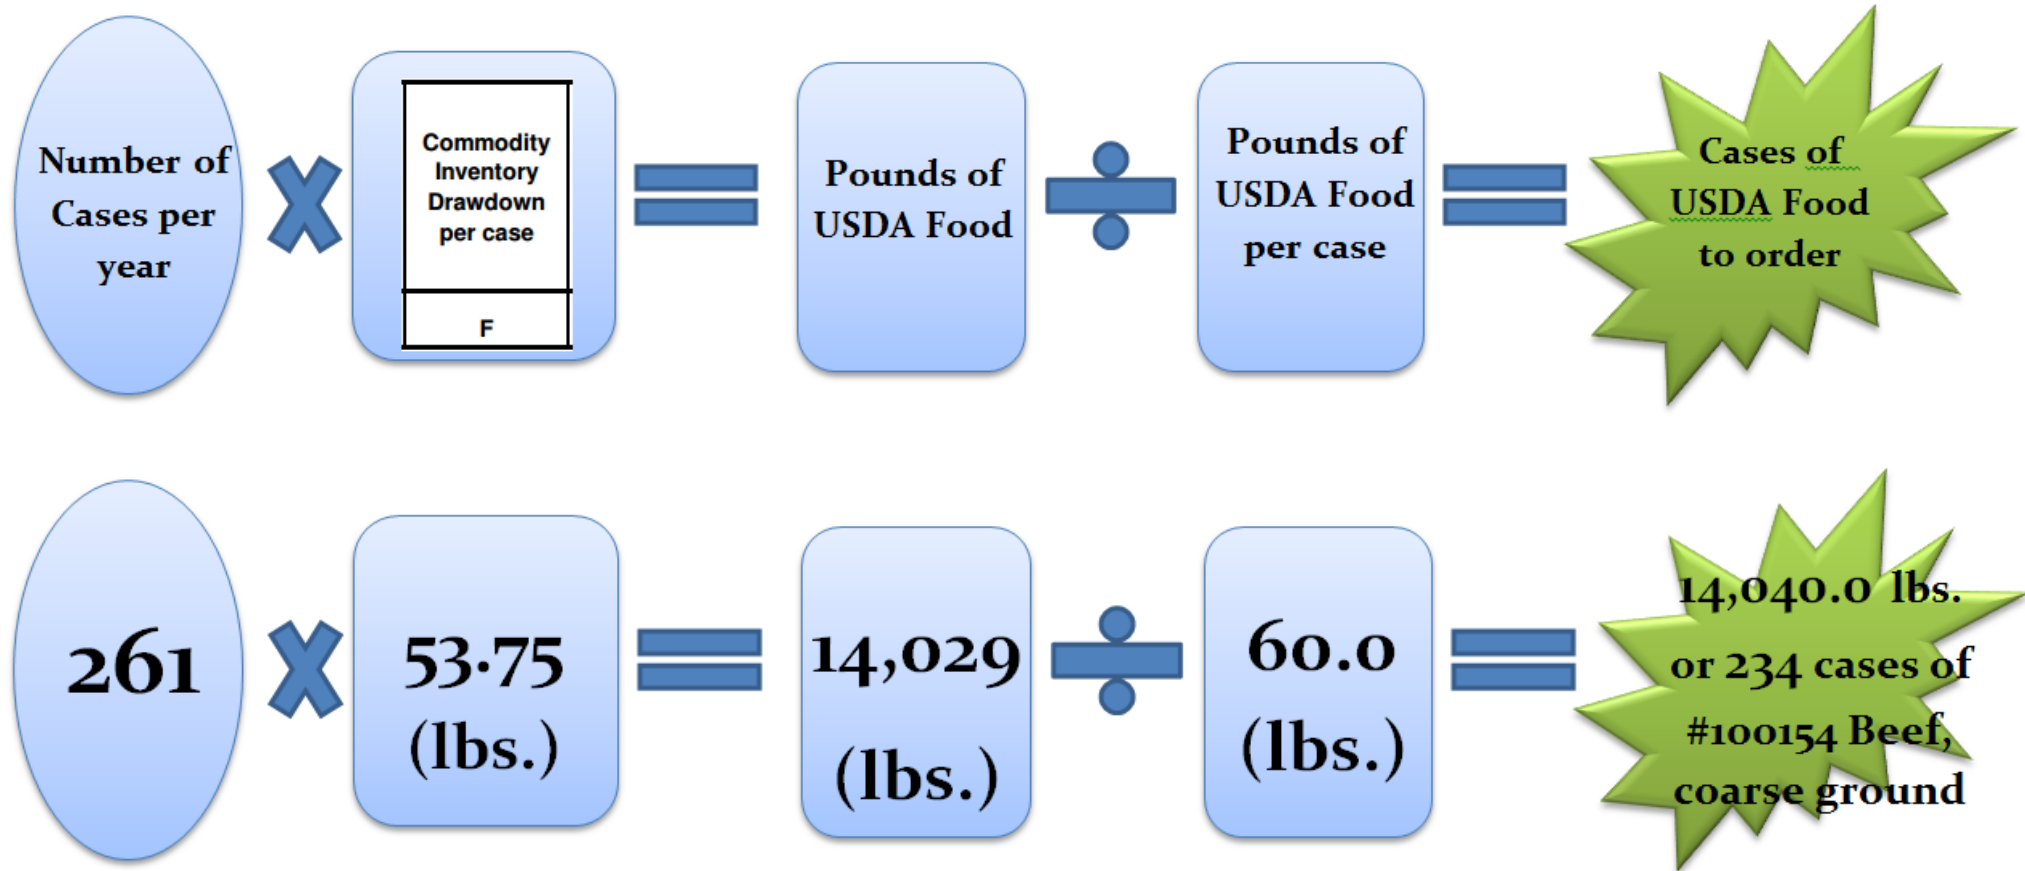 Number of
Cases per
year
Commodity
Inventory
Drawdown
per case
F
Pounds of
USDA Food
Pounds of
USDA Food
per case
Cases of
USDA Food
to order
261
53.75
(lbs.)
14,029
(lbs.)
60.0
(lbs.)
14,040.0 lbs.
or 234 cases of
#100154 Beef,
coarse ground